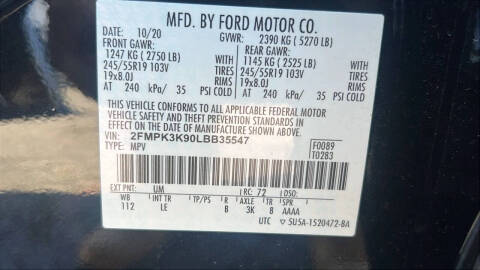 MFD. BY FORD MOTOR CO.
DATE: 10/20 GVWR: 2390 KG (5270 LB)
FRONT GAWR: REAR GAWR:
1247 KG (2750 LB) WITH 1145 KG (2525 LB) WITH
245/55R19 103V TIRES 245/55R19 103V TIRES
19x8.0J RIMS 19x8.0J RIMS
AT 240 kPa/ 35 PSI COLD AT 240 kPa/ 35 PSI COLD
THIS VEHICLE CONFORMS TO ALL APPLICABLE FEDERAL MOTOR
VEHICLE SAFETY AND THEFT PREVENTION STANDARDS IN
EFFECT ON THE DATE OF MANUFACTURE SHOWN ABOVE.
VIN: 2FMPK3K90LBB35547 F0089
TYPE: MPV T0283
EXT PNT: UM RC: 72 DSO:
WB INT TR TP/PS R AXLE TR SPR
112 LE B 3K 8 AAAA
UTC 5U5A-1520472-BA